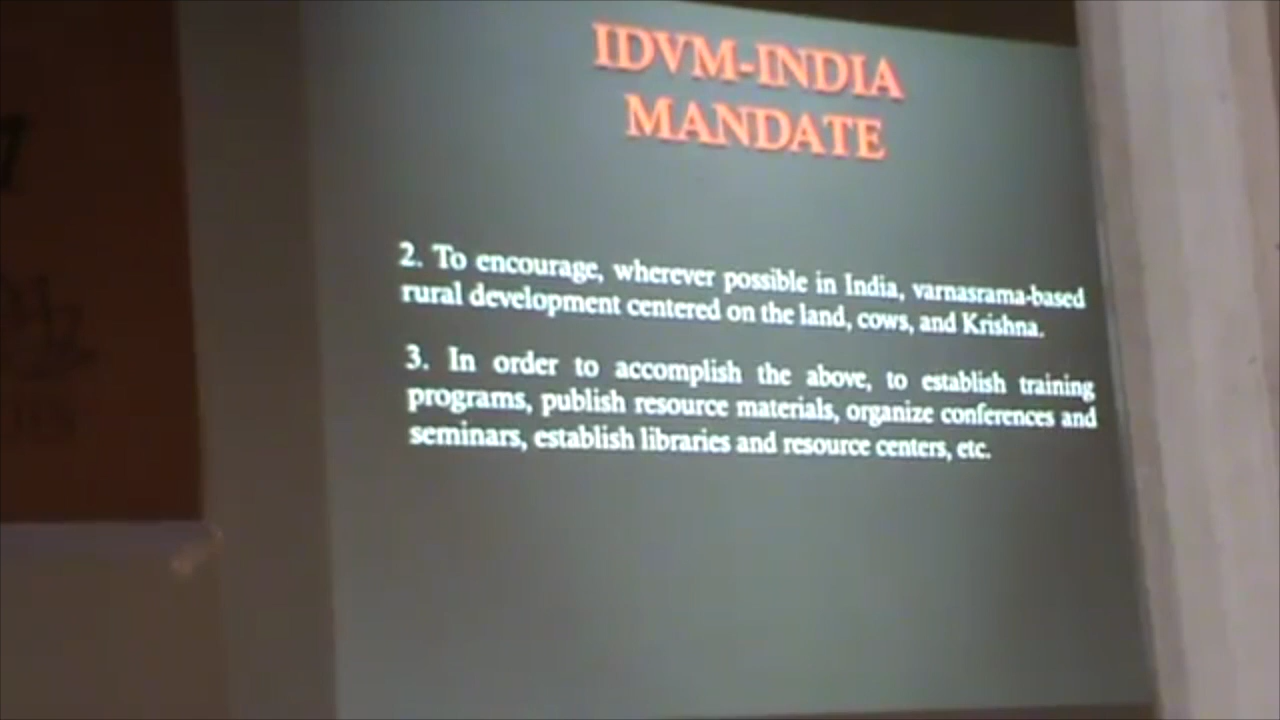 IDVM-INDIA
MANDATE
2. To encourage, wherever possible in India, varnasrama-based
rural development centered on the land, cows, and Krishna.
3. In order to accomplish the above, to establish training
programs, publish resource materials, organize conferences and
seminars, establish libraries and resource centers, etc.